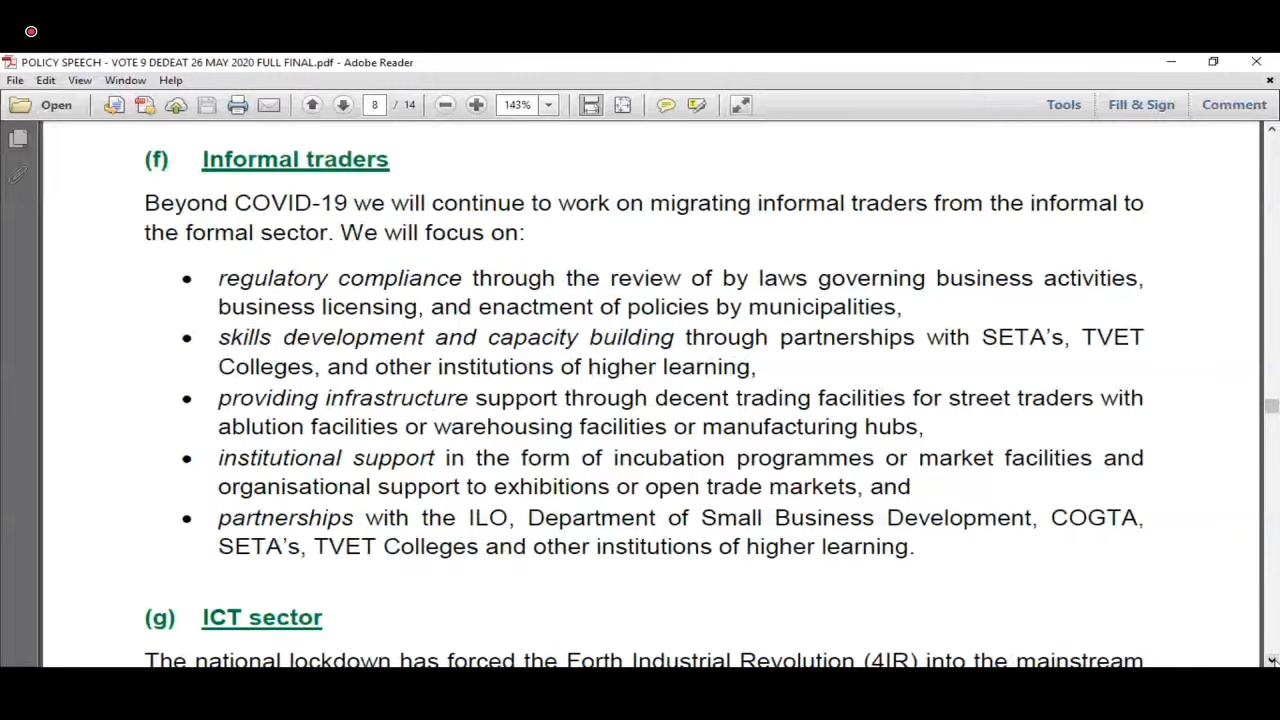 POLICY SPEECH - VOTE 9 DEDEAT 26 MAY 2020 FULL FINAL.pdf - Adobe Reader
File Edit View Window Help
Open 8 / 14 143% Tools Fill & Sign Comment
(f) Informal traders
Beyond COVID-19 we will continue to work on migrating informal traders from the informal to
the formal sector. We will focus on:
• regulatory compliance through the review of by laws governing business activities,
business licensing, and enactment of policies by municipalities,
• skills development and capacity building through partnerships with SETA's, TVET
Colleges, and other institutions of higher learning,
• providing infrastructure support through decent trading facilities for street traders with
ablution facilities or warehousing facilities or manufacturing hubs,
• institutional support in the form of incubation programmes or market facilities and
organisational support to exhibitions or open trade markets, and
• partnerships with the ILO, Department of Small Business Development, COGTA,
SETA's, TVET Colleges and other institutions of higher learning.
(g) ICT sector
The national lockdown has forced the Forth Industrial Revolution (4IR) into the mainstream